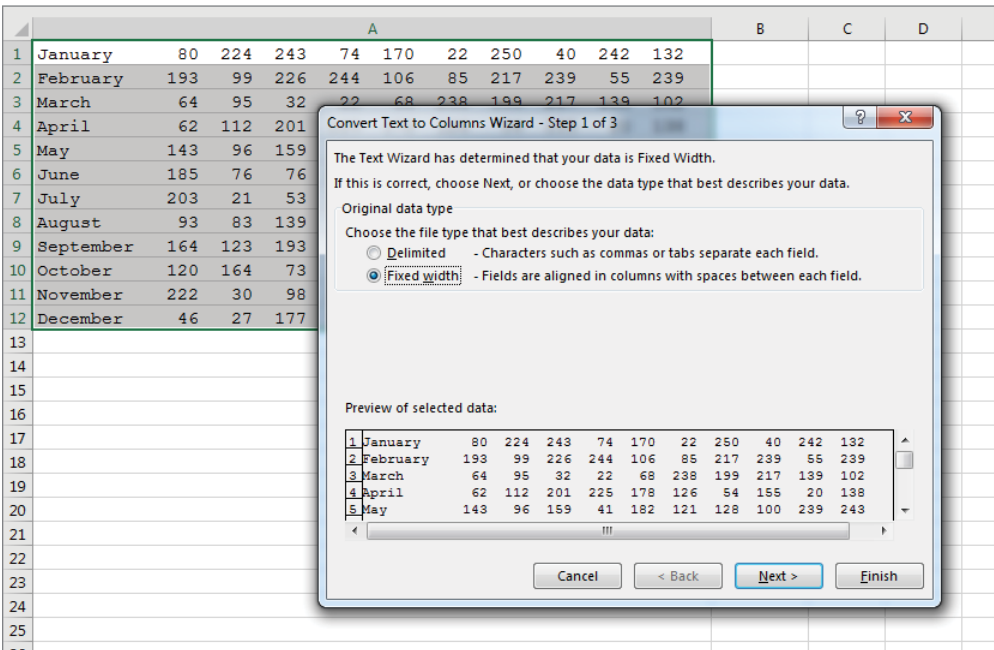 A B C D
1 January 80 224 243 74 170 22 250 40 242 132
2 February 193 99 226 244 106 85 217 239 55 239
3 March 64 95 32 22 68 238 199 217 139 102
4 April 62 112 201
5 May 143 96 159
6 June 185 76 76
7 July 203 21 53
8 August 93 83 139
9 September 164 123 193
10 October 120 164 73
11 November 222 30 98
12 December 46 27 177
13
14
15
16
17
18
19
20
21
22
23
24
25
Convert Text to Columns Wizard - Step 1 of 3
The Text Wizard has determined that your data is Fixed Width.
If this is correct, choose Next, or choose the data type that best describes your data.
Original data type
Choose the file type that best describes your data:
Delimited - Characters such as commas or tabs separate each field.
Fixed width - Fields are aligned in columns with spaces between each field.
Preview of selected data:
1 January 80 224 243 74 170 22 250 40 242 132
2 February 193 99 226 244 106 85 217 239 55 239
3 March 64 95 32 22 68 238 199 217 139 102
4 April 62 112 201 225 178 126 54 155 20 138
5 May 143 96 159 41 182 121 128 100 239 243
Cancel < Back Next > Finish